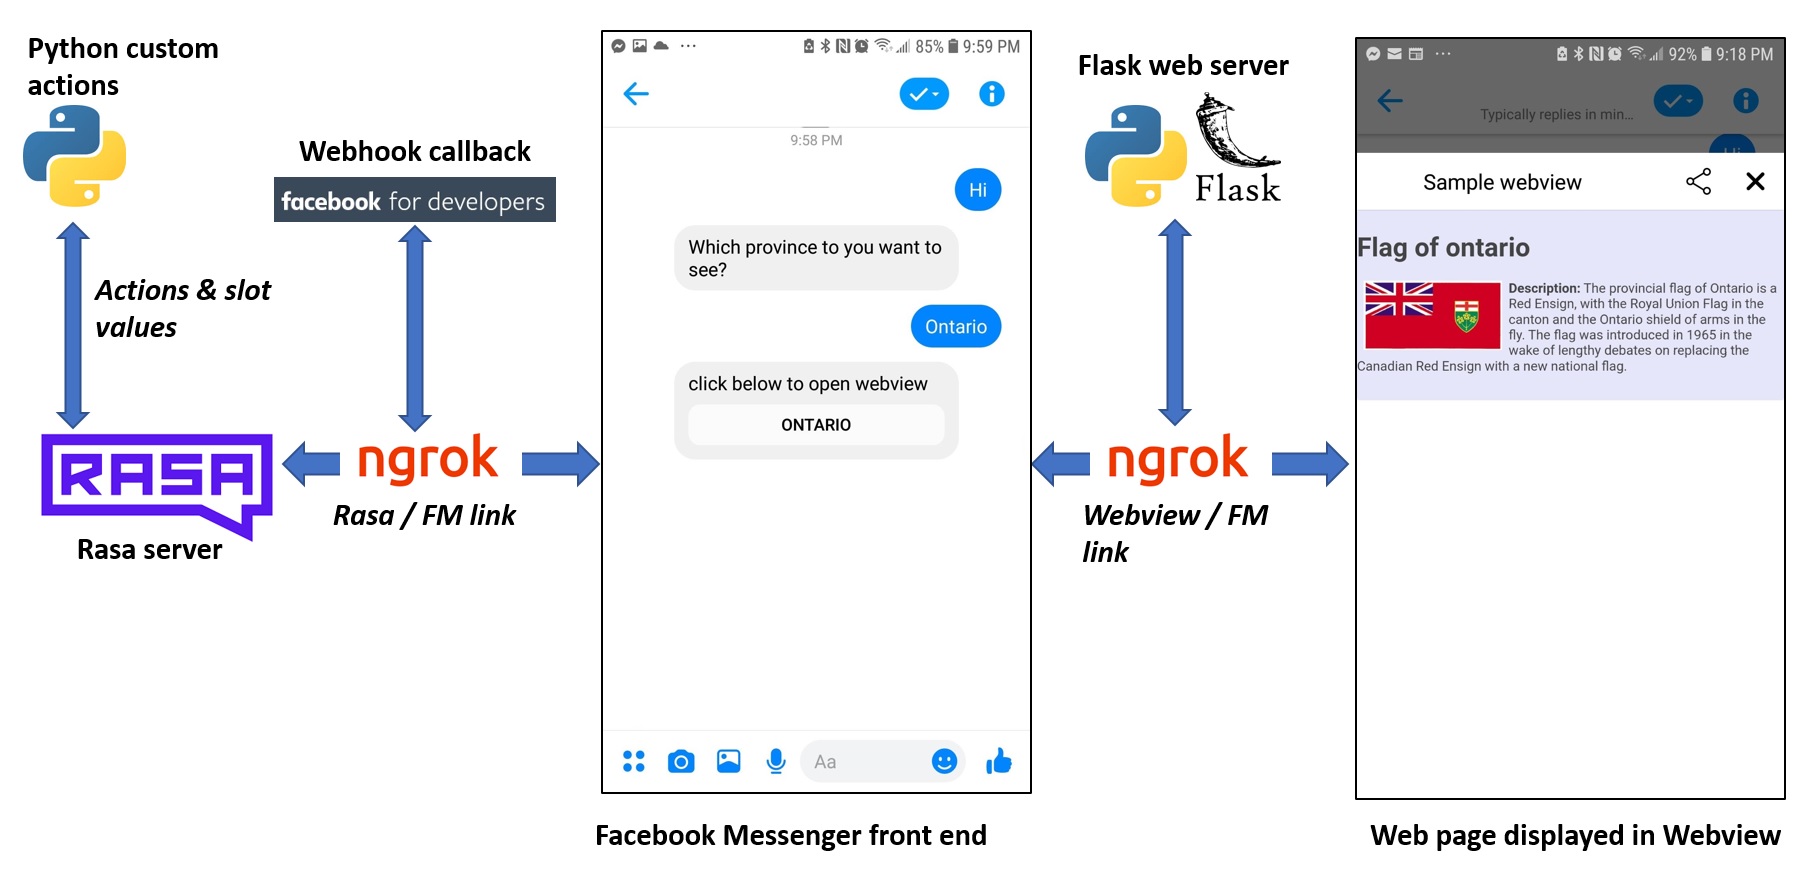 Python custom
actions
Webhook callback
facebook for developers
Actions & slot
values
RASA
Rasa server
ngrok
Rasa / FM link
85% 9:59 PM
9:58 PM
Hi
Which province to you want to
see?
Ontario
click below to open webview
ONTARIO
Aa
Facebook Messenger front end
Flask web server
Flask
ngrok
Webview / FM
link
92% 9:18 PM
Typically replies in min...
Hi
Sample webview
Flag of ontario
Description: The provincial flag of Ontario is a
Red Ensign, with the Royal Union Flag in the
canton and the Ontario shield of arms in the
fly. The flag was introduced in 1965 in the
wake of lengthy debates on replacing the
Canadian Red Ensign with a new national flag.
Web page displayed in Webview